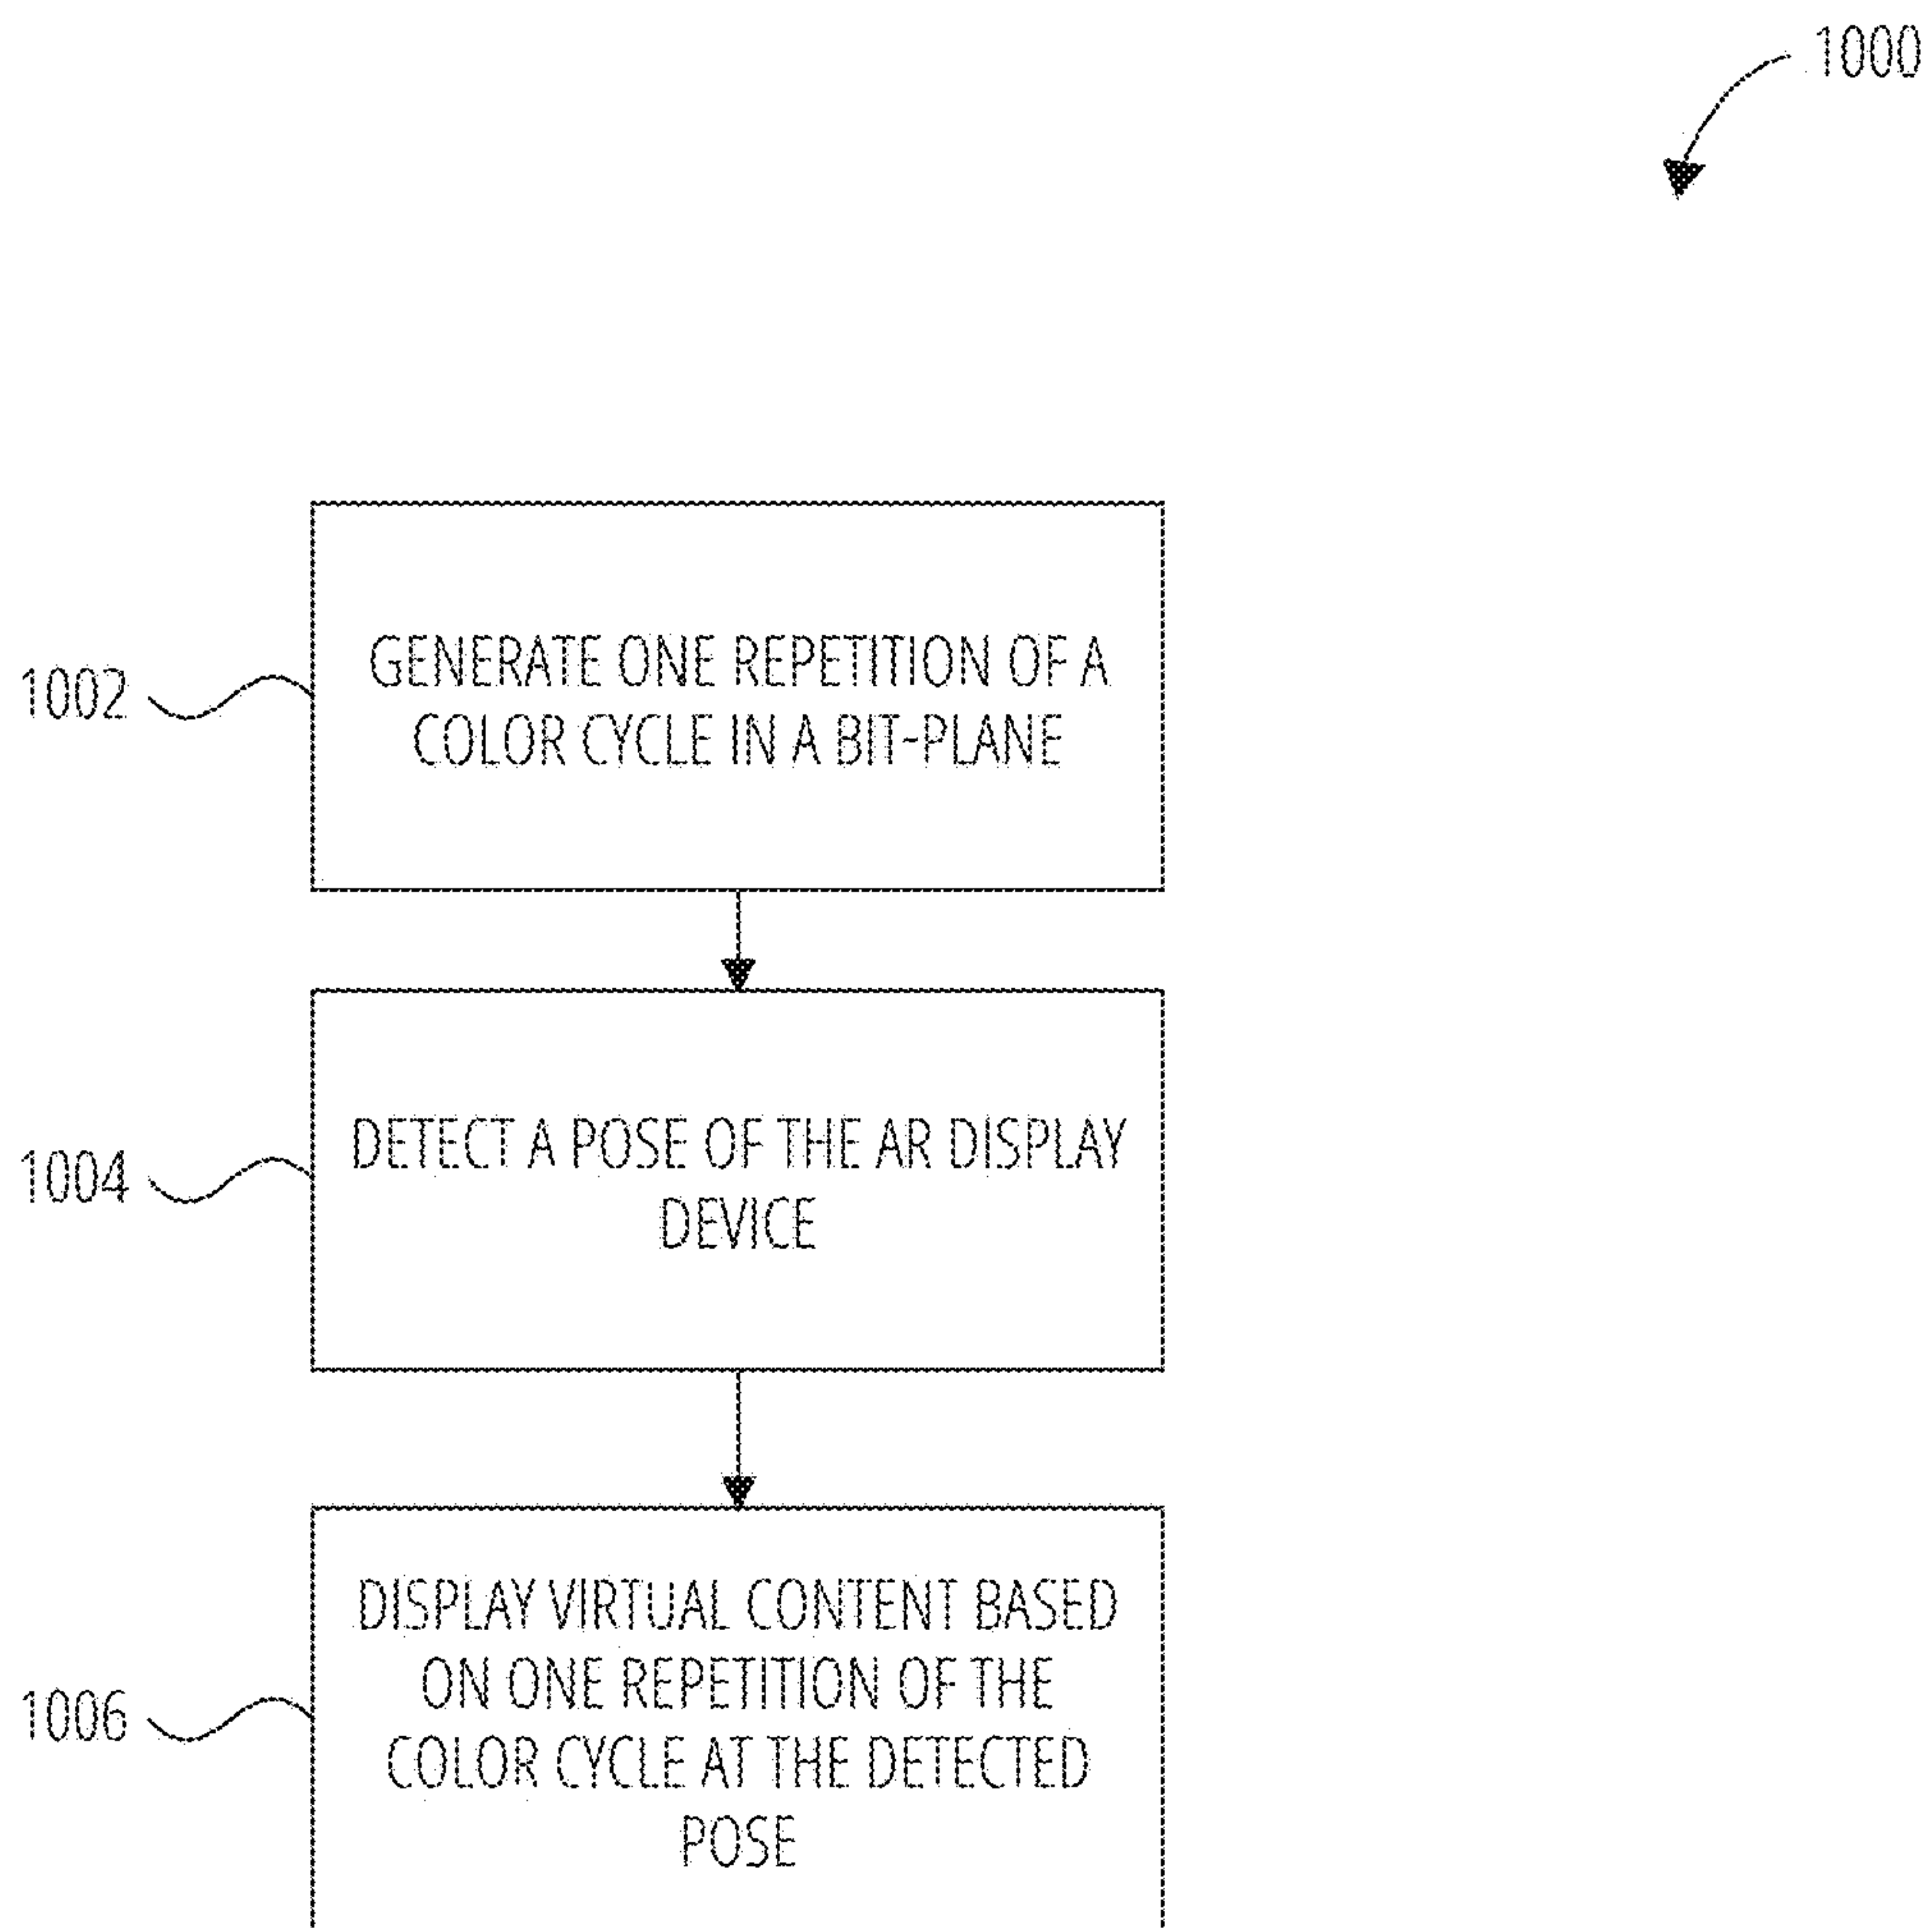 1000
1002
GENERATE ONE REPETITION OF A
COLOR CYCLE IN A BIT-PLANE
1004
DETECT A POSE OF THE AR DISPLAY
DEVICE
1006
DISPLAY VIRTUAL CONTENT BASED
ON ONE REPETITION OF THE
COLOR CYCLE AT THE DETECTED
POSE